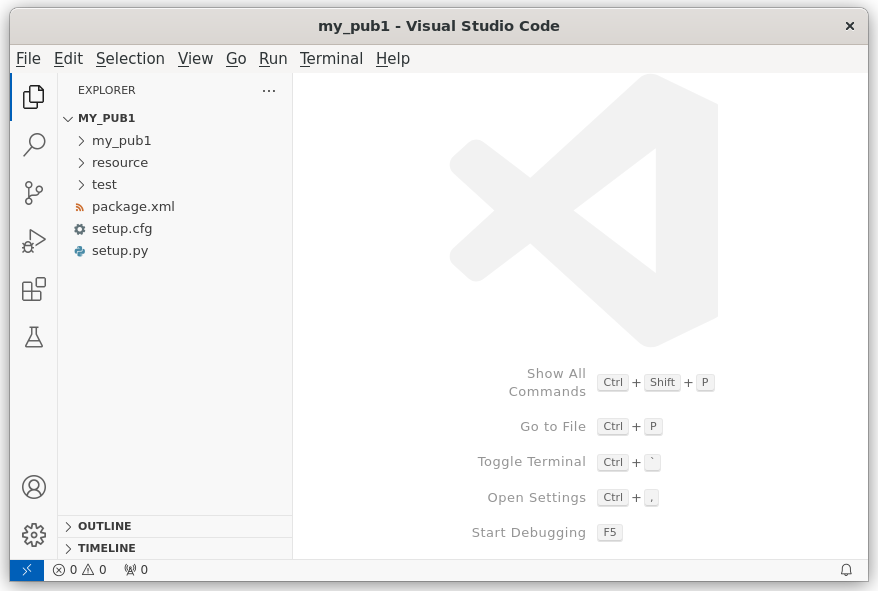 my_pub1 - Visual Studio Code
File Edit Selection View Go Run Terminal Help
EXPLORER
MY_PUB1
my_pub1
resource
test
package.xml
setup.cfg
setup.py
OUTLINE
TIMELINE
Show All
Commands
Ctrl + Shift + P
Go to File Ctrl + P
Toggle Terminal Ctrl + `
Open Settings Ctrl + ,
Start Debugging F5
0 0 0